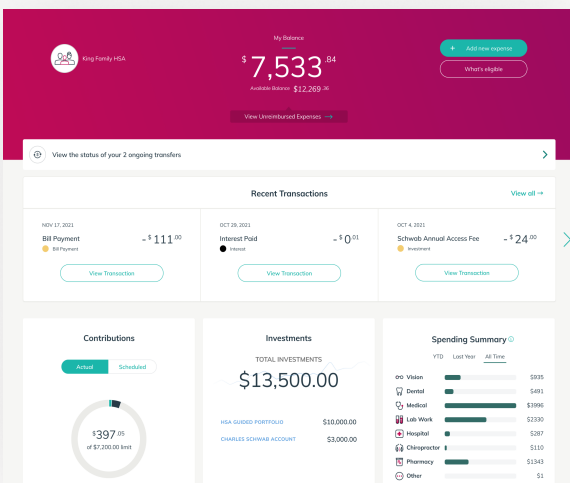 My Balance
King Family HSA
$7,533.84
Available Balance $12,269.36
+ Add new expense
What's eligible
View Unreimbursed Expenses →
View the status of your 2 ongoing transfers
Recent Transactions
View all →
NOV 17, 2021
Bill Payment
- $111.00
Bill Payment
View Transaction
OCT 29, 2021
Interest Paid
- $0.01
Interest
View Transaction
OCT 4, 2021
Schwab Annual Access Fee
- $24.00
Investment
View Transaction
Contributions
Actual
Scheduled
$397.05
of $7,200.00 limit
Investments
TOTAL INVESTMENTS
$13,500.00
HSA GUIDED PORTFOLIO $10,000.00
CHARLES SCHWAB ACCOUNT $3,000.00
Spending Summary
YTD Last Year All Time
Vision $935
Dental $491
Medical $3996
Lab Work $2330
Hospital $287
Chiropractor $110
Pharmacy $1343
Other $1